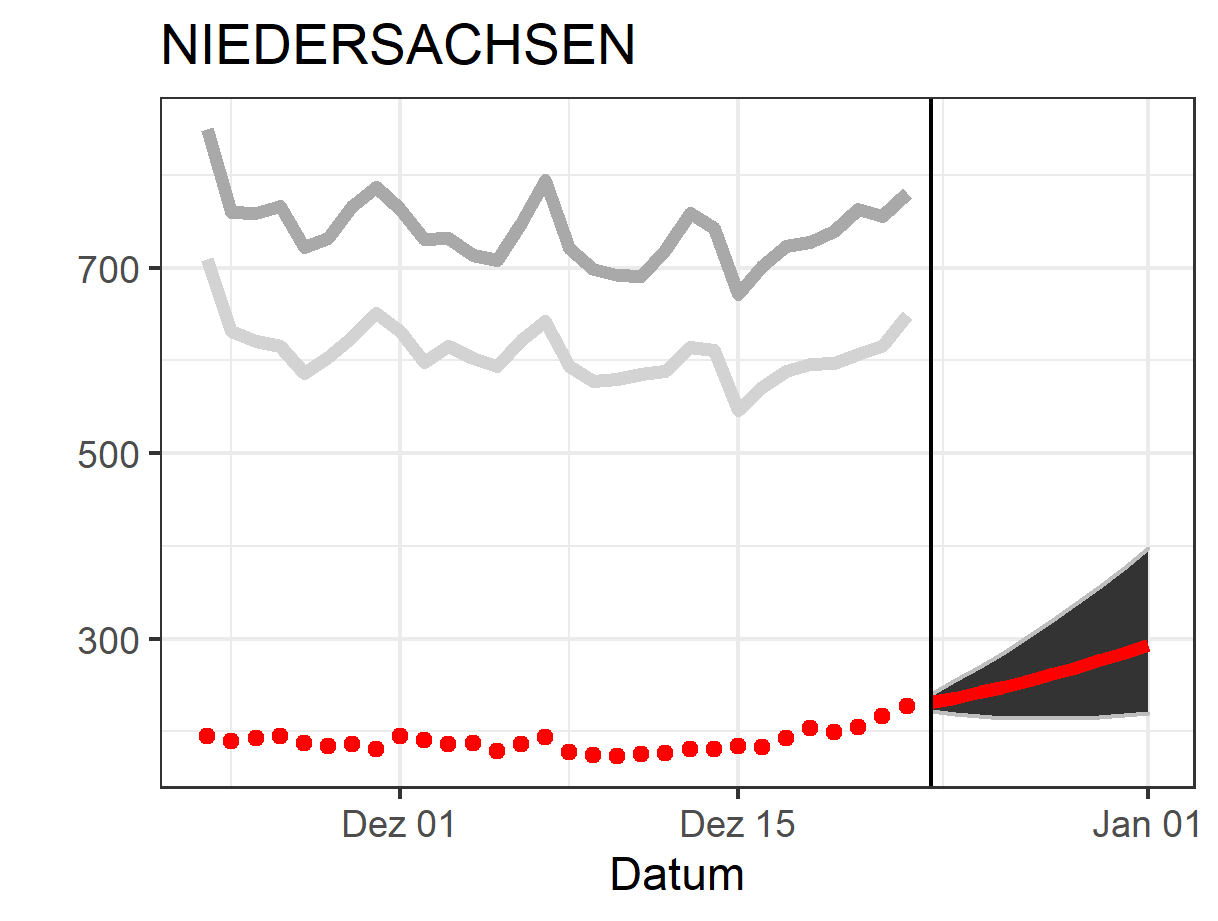 NIEDERSACHSEN
700
500
300
Dez 01
Dez 15
Jan 01
Datum